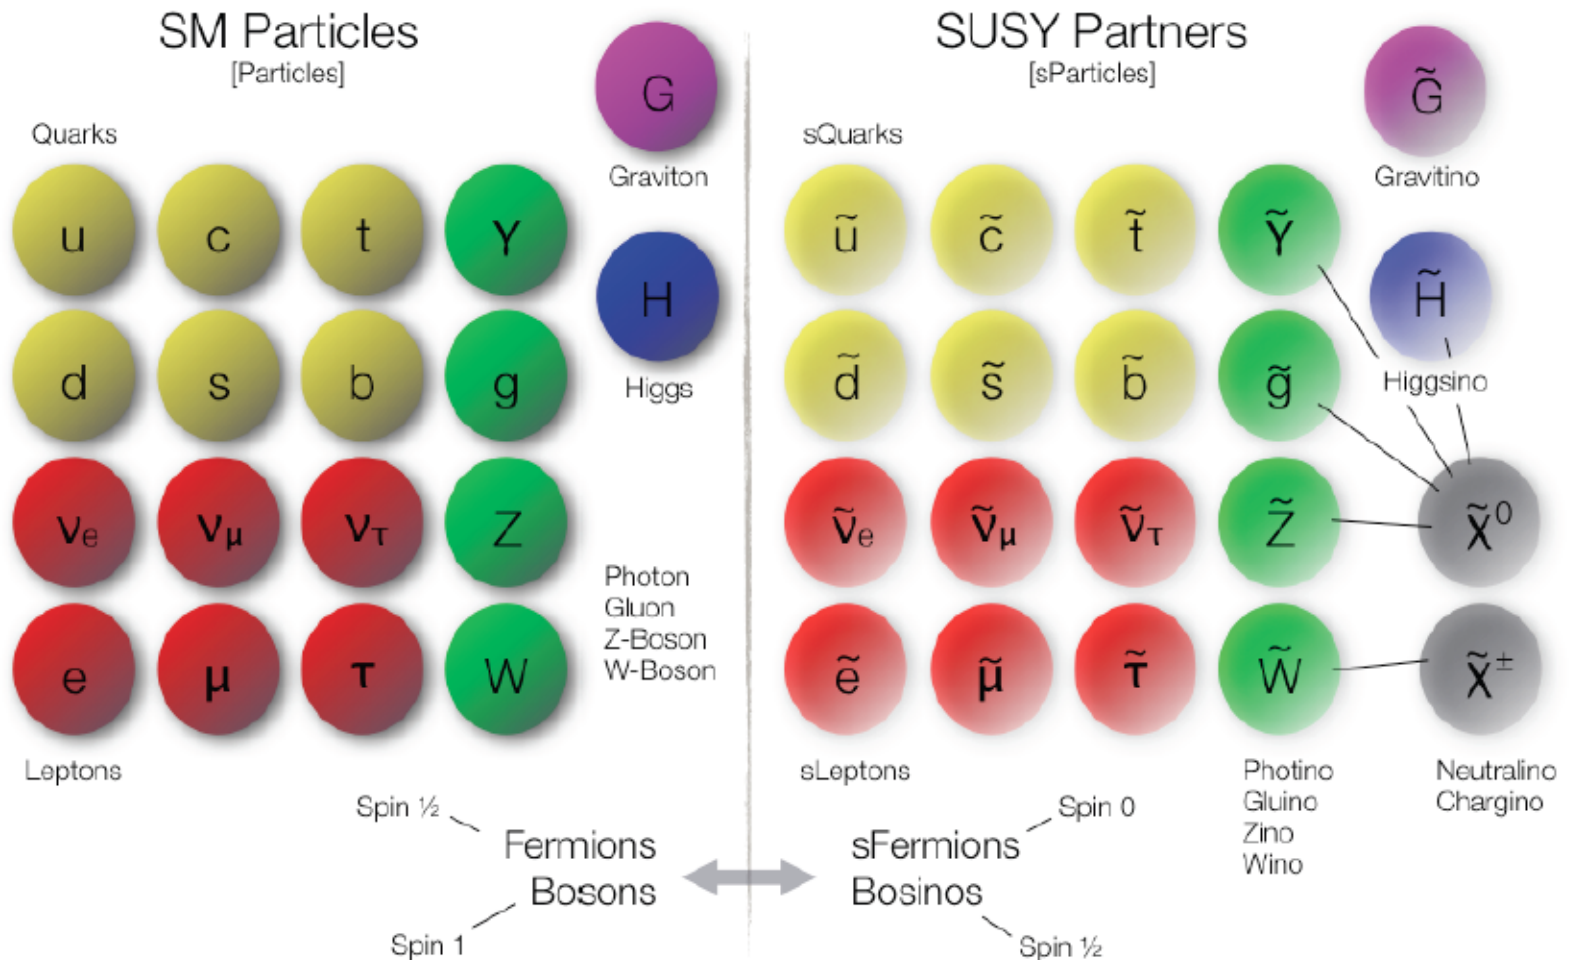 SM Particles
[Particles]
Quarks
G
Graviton
u c t γ
H
Higgs
d s b g
νe νμ ντ Z
Photon
Gluon
Z-Boson
W-Boson
e μ τ W
Leptons
Spin ½
Fermions
Bosons
Spin 1
SUSY Partners
[sParticles]
sQuarks
G̃
Gravitino
ũ c̃ t̃ γ̃
H̃
Higgsino
d̃ s̃ b̃ g̃
ν̃e ν̃μ ν̃τ Z̃ χ̃⁰
ẽ μ̃ τ̃ W̃ χ̃±
sLeptons
Photino
Gluino
Zino
Wino
Neutralino
Chargino
Spin 0
sFermions
Bosinos
Spin ½